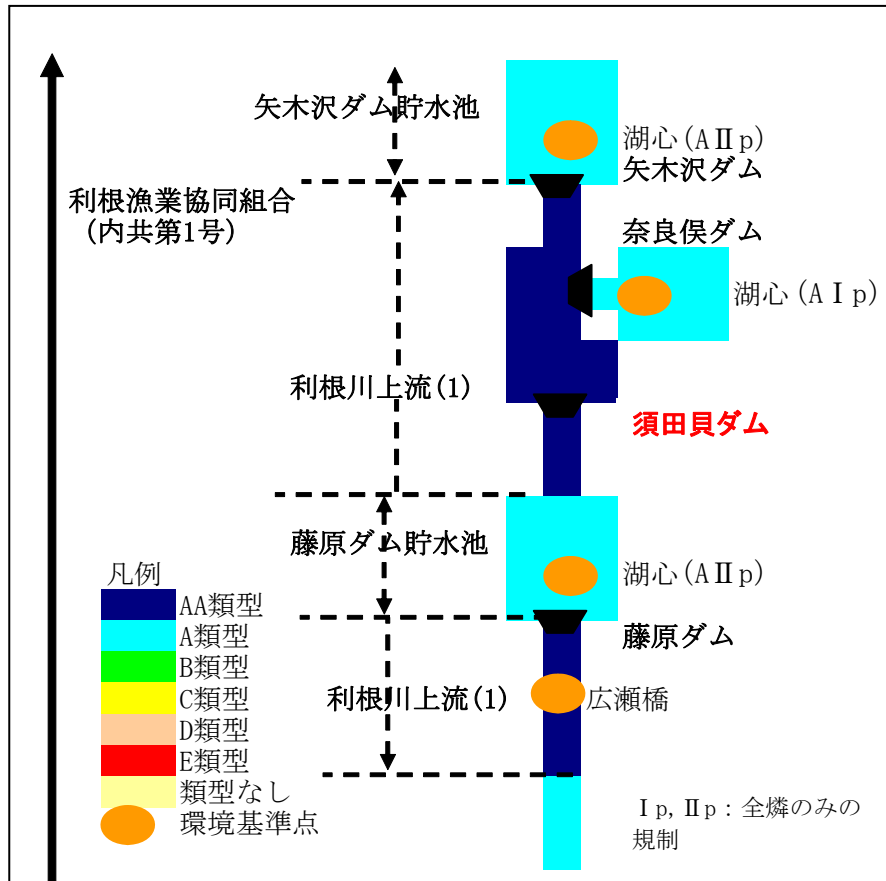 矢木沢ダム貯水池
湖心(AⅡp)
矢木沢ダム
利根漁業協同組合
(内共第1号)
奈良俣ダム
湖心(AⅠp)
利根川上流(1)
須田貝ダム
藤原ダム貯水池
湖心(AⅡp)
藤原ダム
利根川上流(1)
広瀬橋
凡例
AA類型
A類型
B類型
C類型
D類型
E類型
類型なし
環境基準点
Ⅰp,Ⅱp：全燐のみの
規制